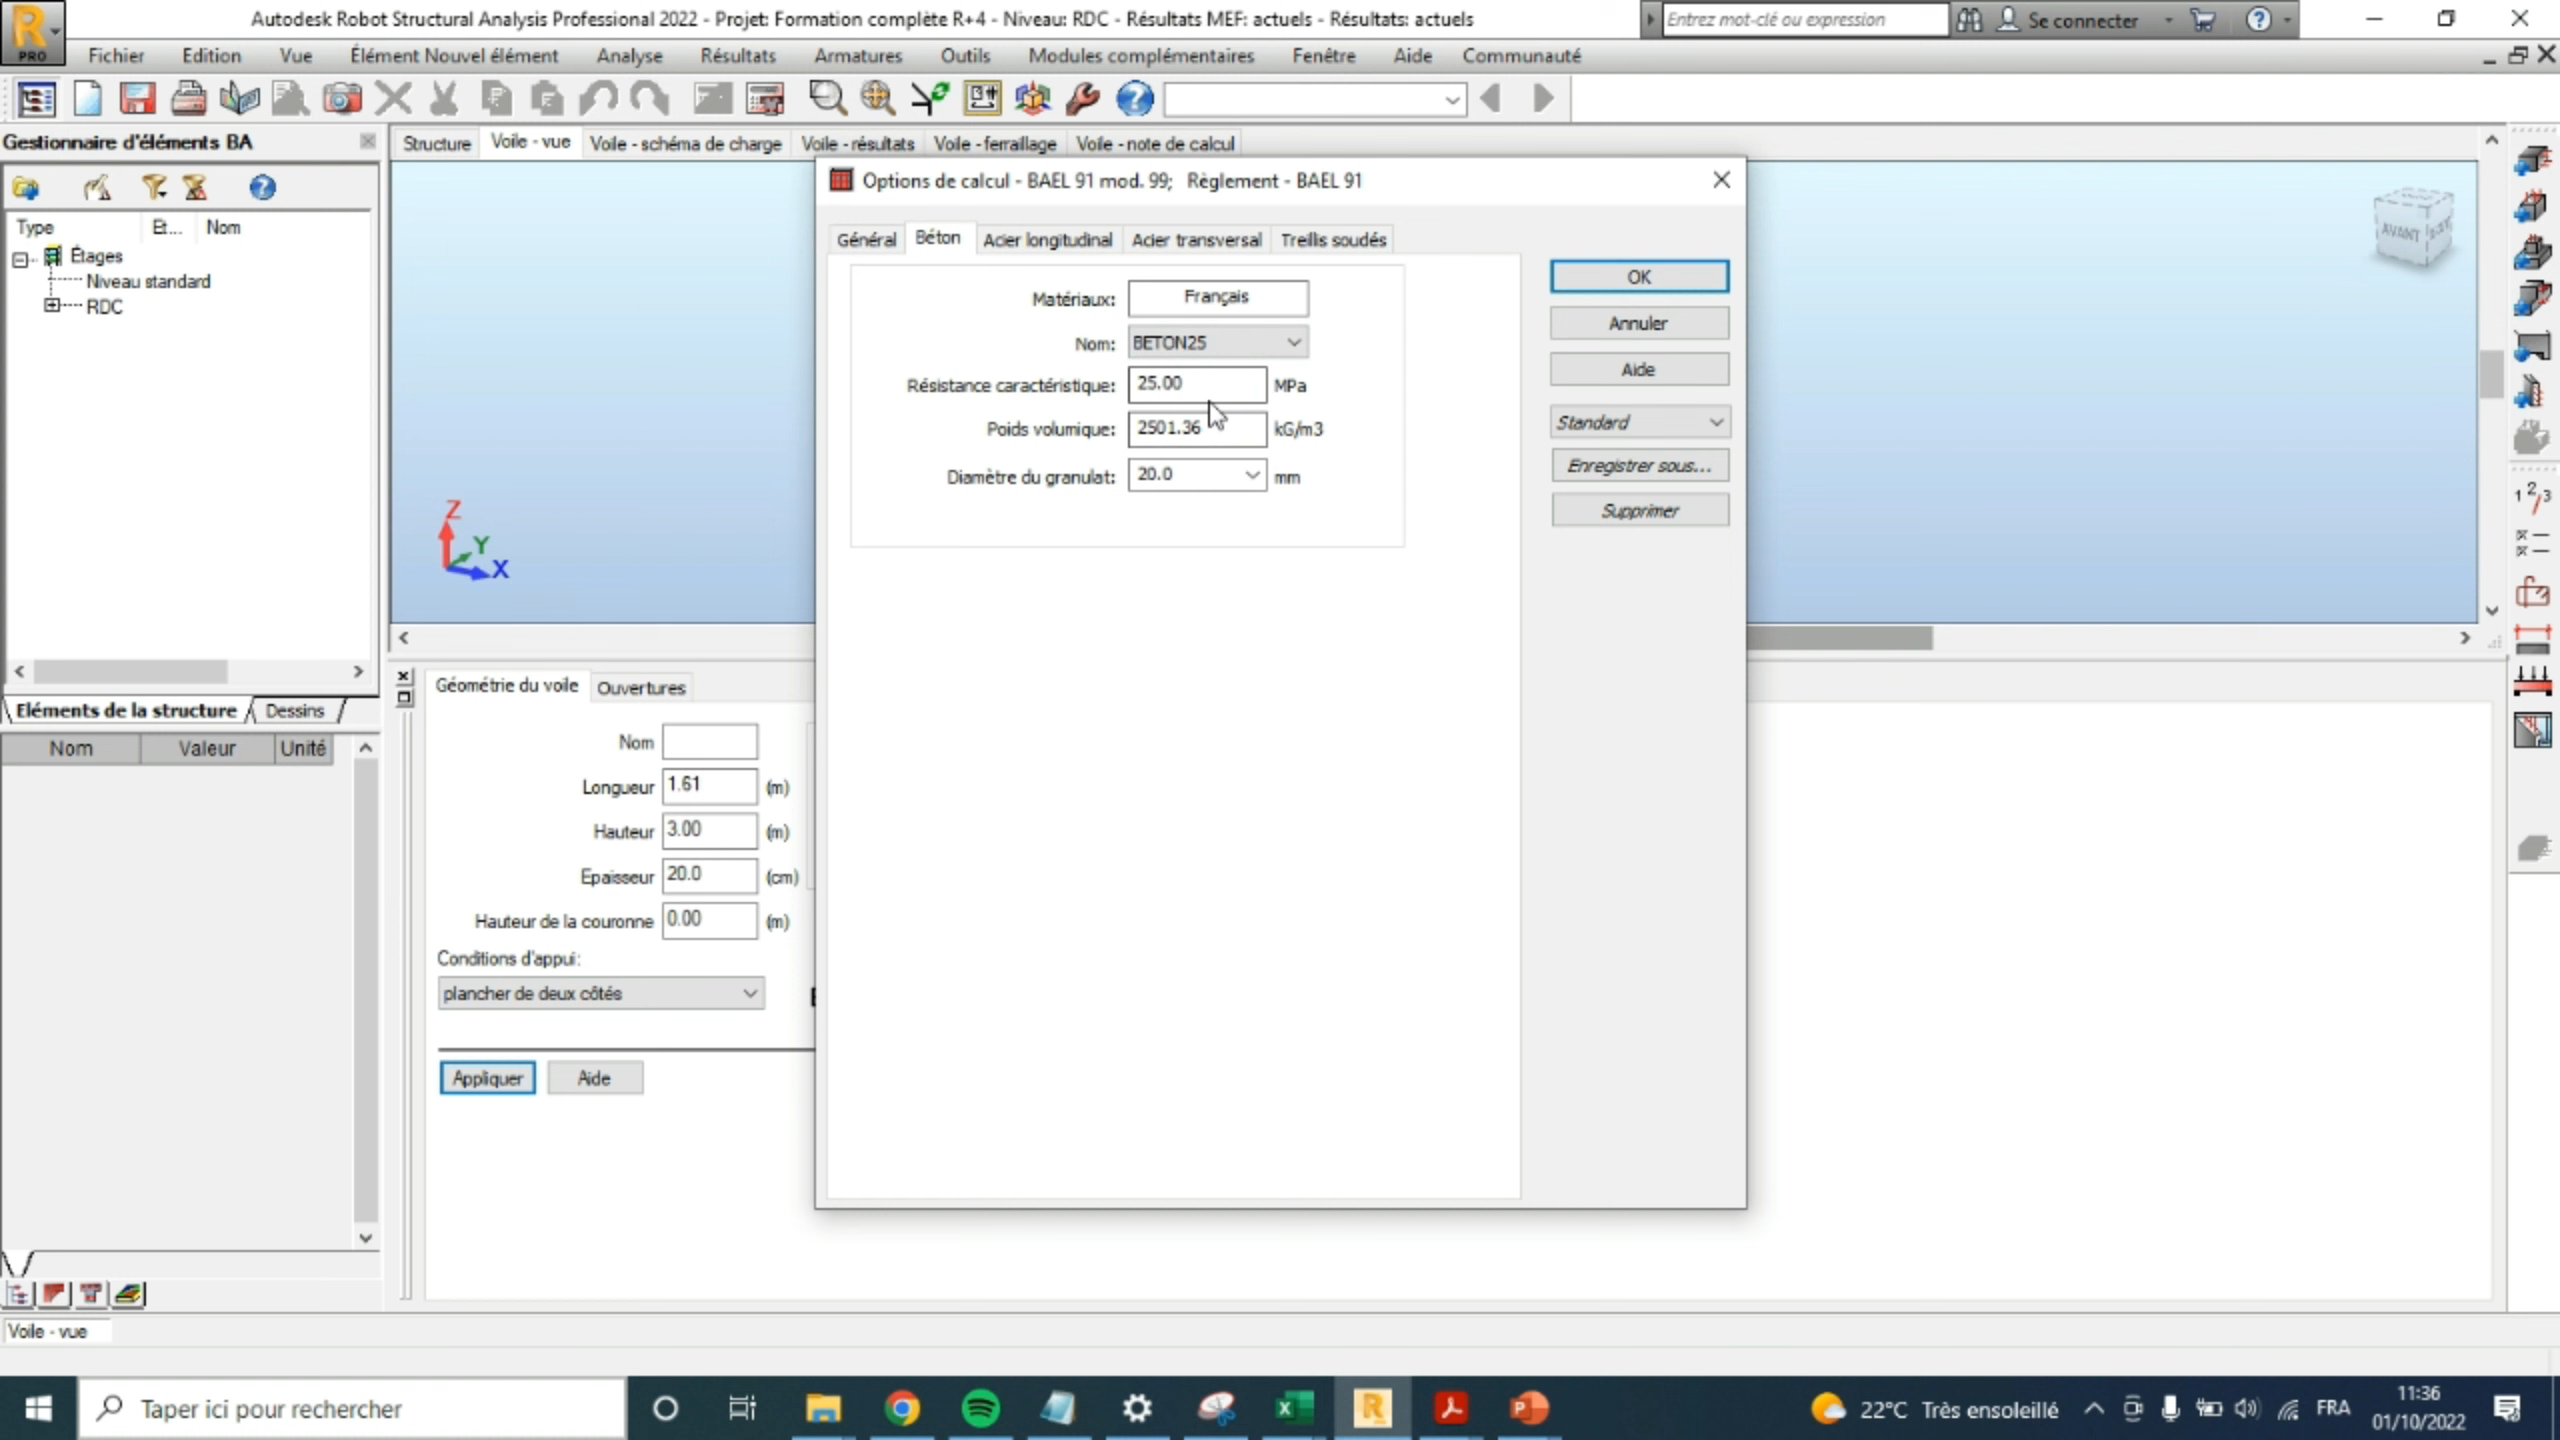 Autodesk Robot Structural Analysis Professional 2022 - Projet: Formation complète R+4 - Niveau: RDC - Résultats MEF: actuels - Résultats: actuels
Entrez mot-clé ou expression
Se connecter
PRO
Fichier Edition Vue Élément Nouvel élément Analyse Résultats Armatures Outils Modules complémentaires Fenêtre Aide Communauté
Gestionnaire d'éléments BA
Structure Voile - vue Voile - schéma de charge Voile - résultats Voile - ferraillage Voile - note de calcul
Type Et... Nom
Étages
Niveau standard
RDC
Eléments de la structure Dessins
Nom Valeur Unité
Options de calcul - BAEL 91 mod. 99; Règlement - BAEL 91
Général Béton Acier longitudinal Acier transversal Treillis soudés
Matériaux: Français
Nom: BETON25
Résistance caractéristique: 25.00 MPa
Poids volumique: 2501.36 kG/m3
Diamètre du granulat: 20.0 mm
OK
Annuler
Aide
Standard
Enregistrer sous...
Supprimer
AVANT
Z
Y
X
Géométrie du voile Ouvertures
Nom
Longueur 1.61 (m)
Hauteur 3.00 (m)
Epaisseur 20.0 (cm)
Hauteur de la couronne 0.00 (m)
Conditions d'appui:
plancher de deux côtés
Appliquer Aide
Voile - vue
Taper ici pour rechercher
22°C Très ensoleillé
FRA
11:36
01/10/2022